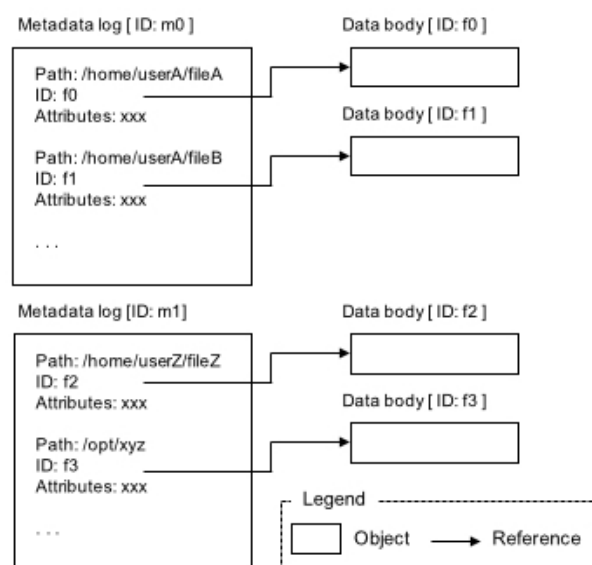 Metadata log [ ID: m0 ]
Data body [ ID: f0 ]
Path: /home/userA/fileA
ID: f0
Attributes: xxx
Data body [ ID: f1 ]
Path: /home/userA/fileB
ID: f1
Attributes: xxx
. . .
Metadata log [ID: m1]
Data body [ ID: f2 ]
Path: /home/userZ/fileZ
ID: f2
Attributes: xxx
Data body [ ID: f3 ]
Path: /opt/xyz
ID: f3
Attributes: xxx
. . .
Legend
Object
Reference